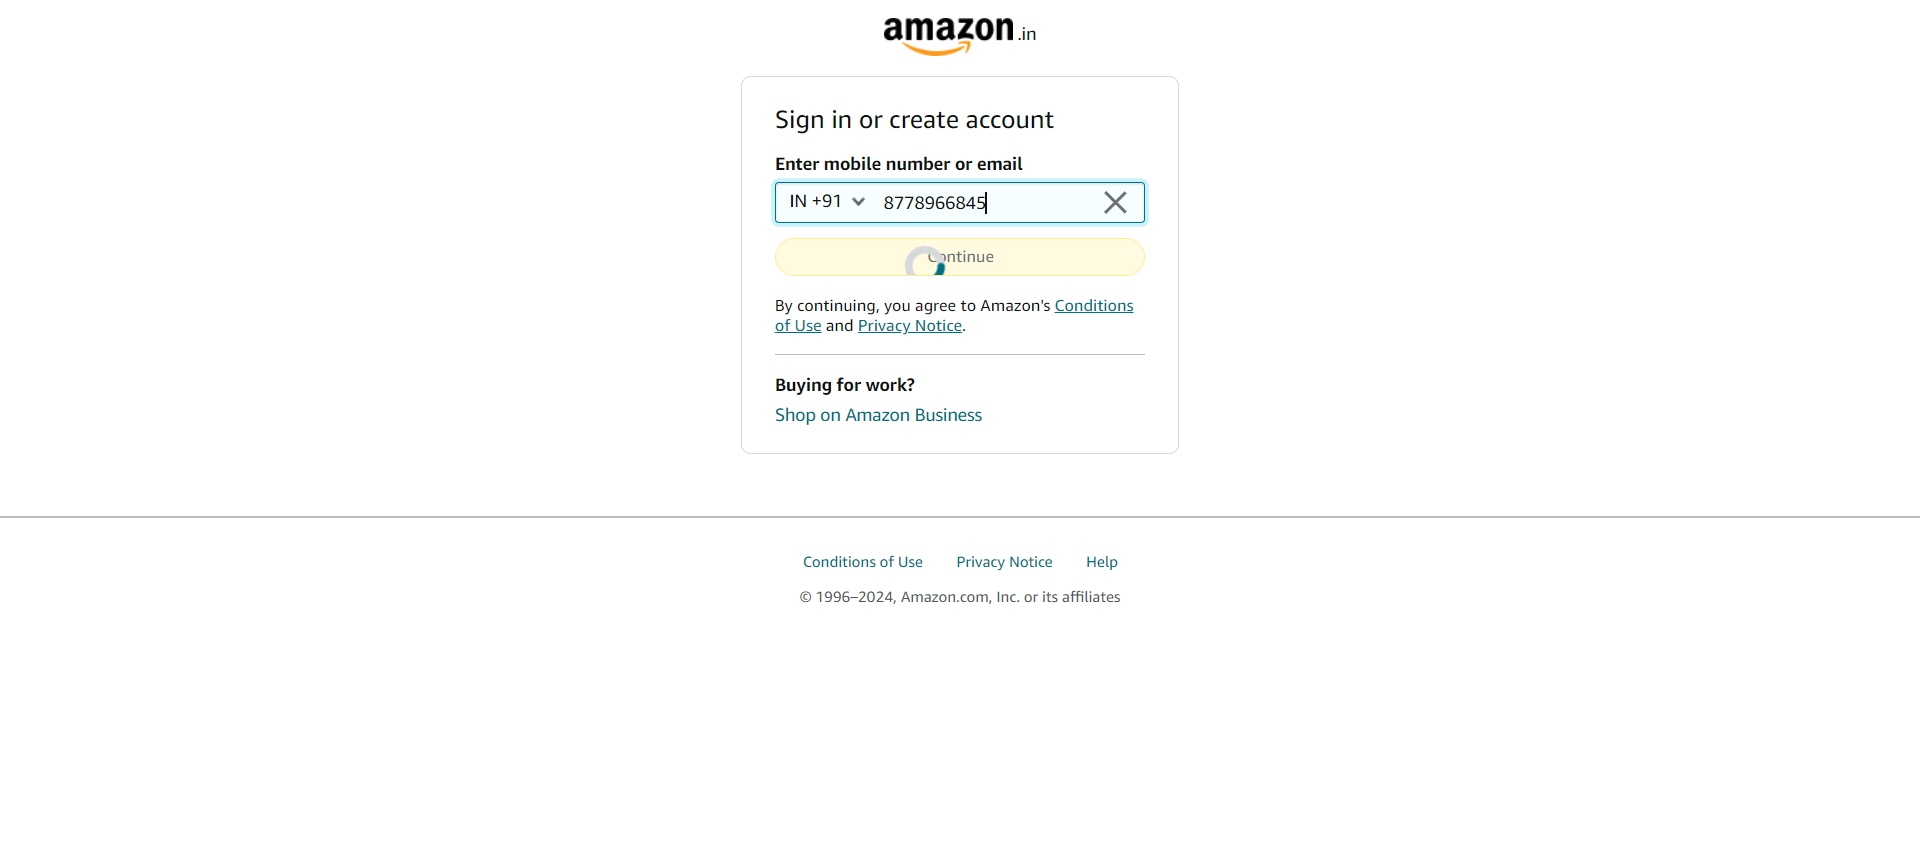 amazon.in
Sign in or create account
Enter mobile number or email
IN +91 8778966845
Continue
By continuing, you agree to Amazon's Conditions
of Use and Privacy Notice.
Buying for work?
Shop on Amazon Business
Conditions of Use Privacy Notice Help
© 1996–2024, Amazon.com, Inc. or its affiliates